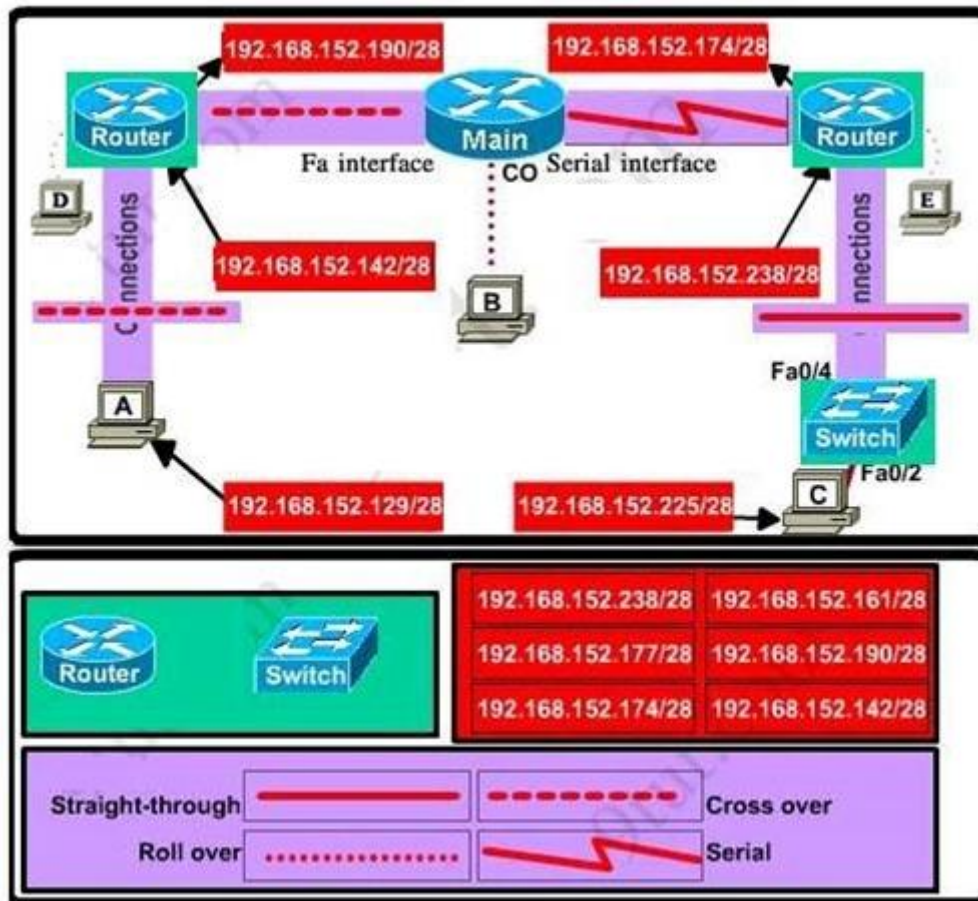 192.168.152.190/28
192.168.152.174/28
Router
Main
Router
Fa interface
CO
Serial interface
D
E
192.168.152.142/28
B
192.168.152.238/28
Fa0/4
A
Switch
Fa0/2
192.168.152.129/28
192.168.152.225/28
C
192.168.152.238/28
192.168.152.161/28
Router
Switch
192.168.152.177/28
192.168.152.190/28
192.168.152.174/28
192.168.152.142/28
Straight-through
Cross over
Roll over
Serial